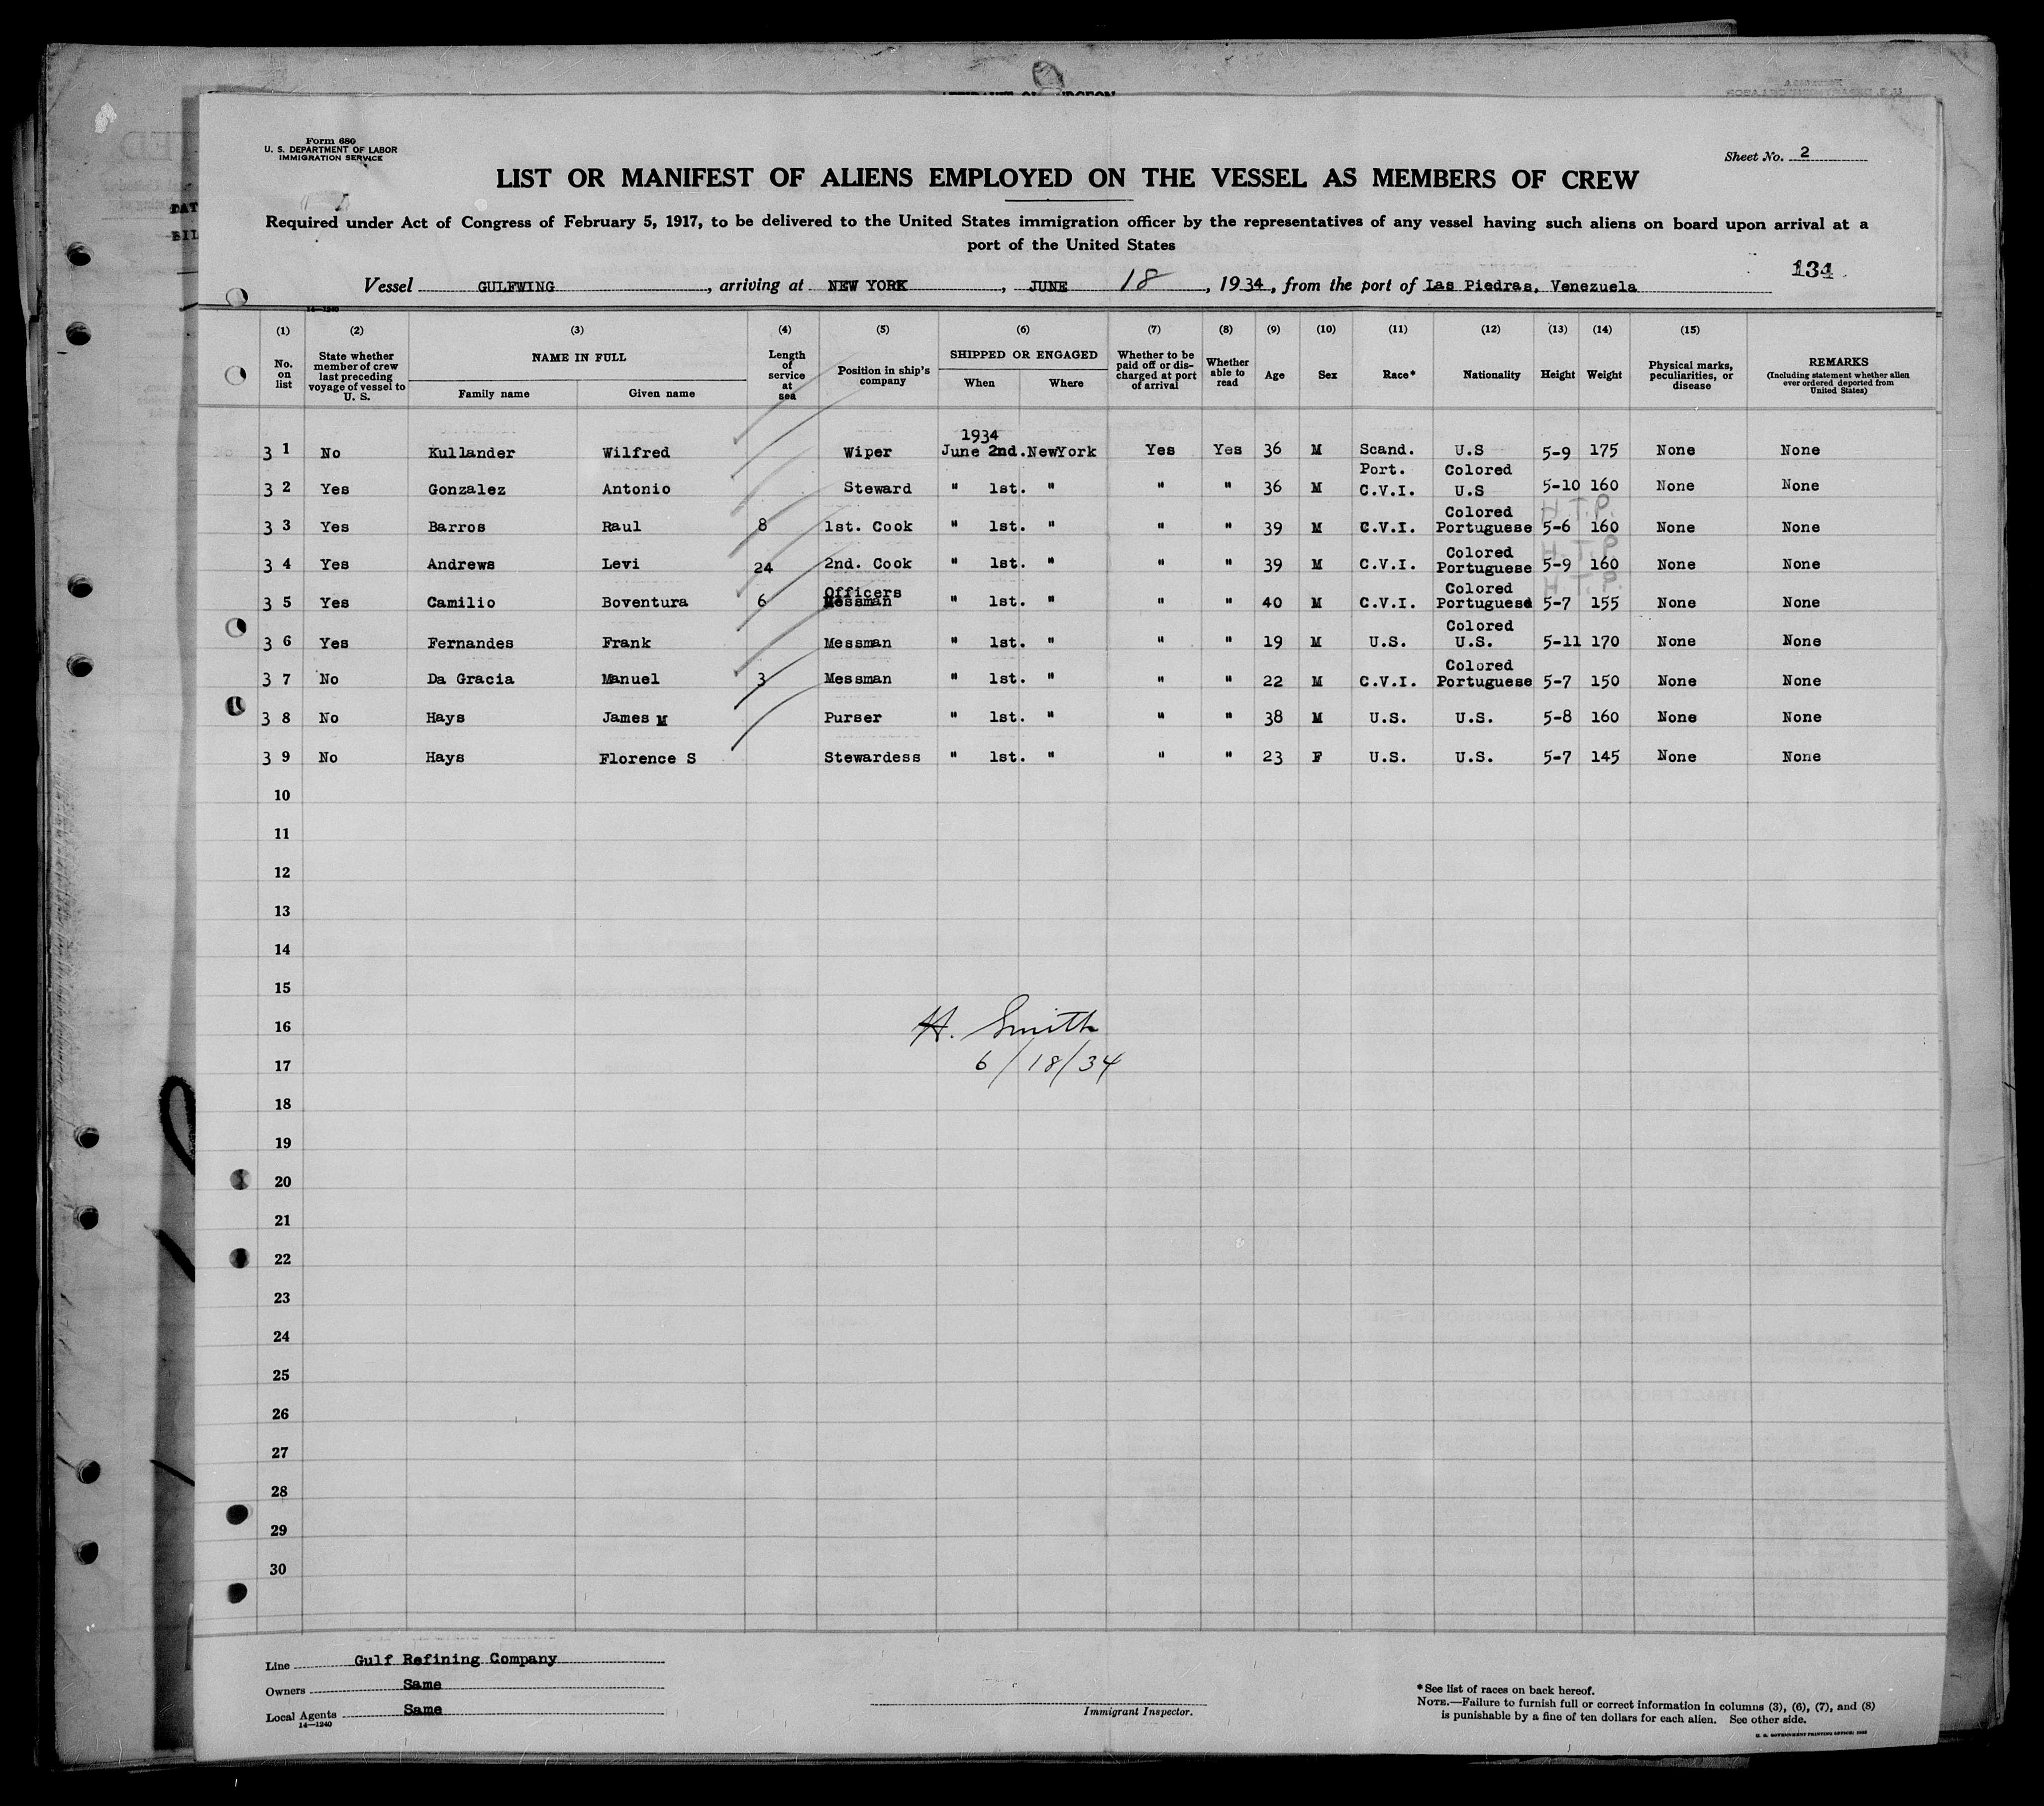 Form 680
U. S. DEPARTMENT OF LABOR
IMMIGRATION SERVICE
Sheet No. 2
LIST OR MANIFEST OF ALIENS EMPLOYED ON THE VESSEL AS MEMBERS OF CREW
Required under Act of Congress of February 5, 1917, to be delivered to the United States immigration officer by the representatives of any vessel having such aliens on board upon arrival at a
port of the United States
134
Vessel GULFWING, arriving at NEW YORK, JUNE 18, 1934, from the port of Las Piedras, Venezuela
14—1240
(1) (2) (3) (4) (5) (6) (7) (8) (9) (10) (11) (12) (13) (14) (15)
No. on list State whether member of crew last preceding voyage of vessel to U. S. NAME IN FULL Family name Given name Length of service at sea Position in ship's company SHIPPED OR ENGAGED When Where Whether to be paid off or discharged at port of arrival Whether able to read Age Sex Race* Nationality Height Weight Physical marks, peculiarities, or disease REMARKS (Including statement whether alien ever ordered deported from United States)
1934
3 1 No Kullander Wilfred Wiper June 2nd. NewYork Yes Yes 36 M Scand. U.S 5-9 175 None None
Port. Colored
3 2 Yes Gonzalez Antonio Steward " 1st. " " " 36 M C.V.I. U.S 5-10 160 None None
Colored H.T.P.
3 3 Yes Barros Raul 8 1st. Cook " 1st. " " " 39 M C.V.I. Portuguese 5-6 160 None None
Colored H.T.P.
3 4 Yes Andrews Levi 24 2nd. Cook " 1st. " " " 39 M C.V.I. Portuguese 5-9 160 None None
Officers Colored H.T.P.
3 5 Yes Camilio Boventura 6 Messman " 1st. " " " 40 M C.V.I. Portuguese 5-7 155 None None
Colored
3 6 Yes Fernandes Frank Messman " 1st. " " " 19 M U.S. U.S. 5-11 170 None None
Colored
3 7 No Da Gracia Manuel 3 Messman " 1st. " " " 22 M C.V.I. Portuguese 5-7 150 None None
3 8 No Hays James M Purser " 1st. " " " 38 M U.S. U.S. 5-8 160 None None
3 9 No Hays Florence S Stewardess " 1st. " " " 23 F U.S. U.S. 5-7 145 None None
10
11
12
13
14
15
16
H. Smith
17
6/18/34
18
19
20
21
22
23
24
25
26
27
28
29
30
Line Gulf Refining Company
Owners Same
Local Agents Same
14—1240
Immigrant Inspector.
*See list of races on back hereof.
NOTE.—Failure to furnish full or correct information in columns (3), (6), (7), and (8)
is punishable by a fine of ten dollars for each alien. See other side.